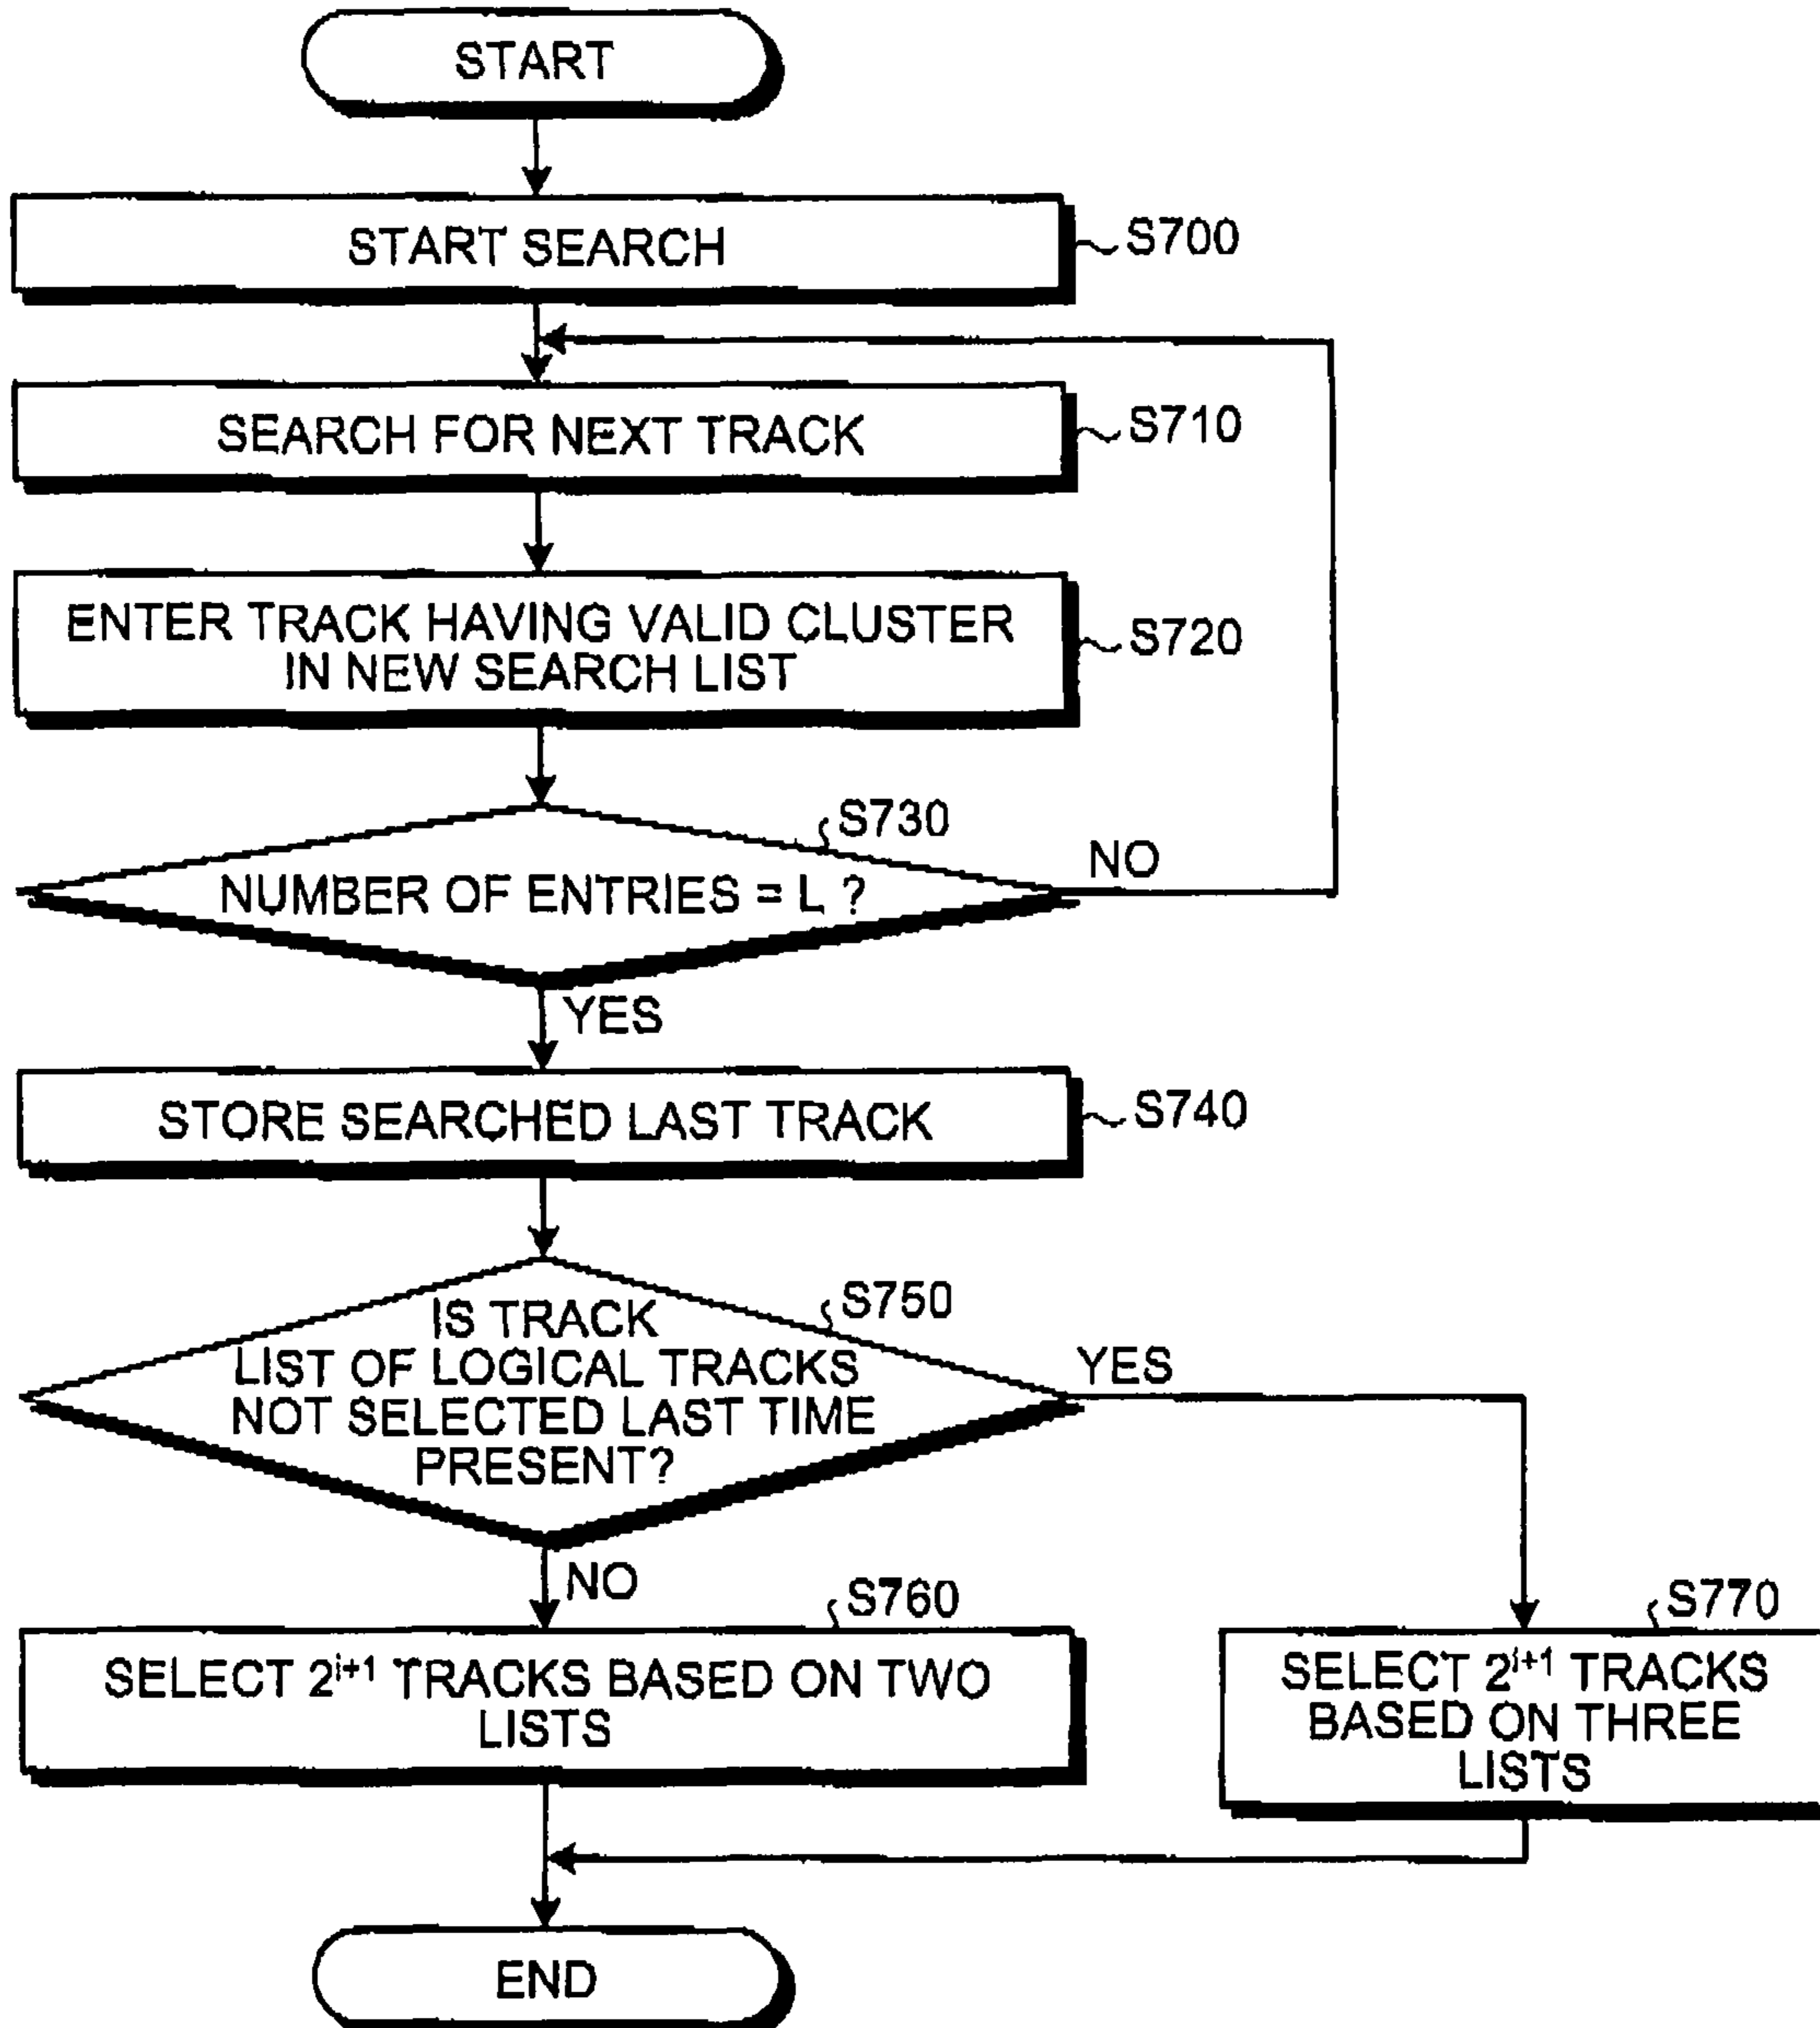 START
START SEARCH
S700
SEARCH FOR NEXT TRACK
S710
ENTER TRACK HAVING VALID CLUSTER
IN NEW SEARCH LIST
S720
S730
NUMBER OF ENTRIES = L ?
NO
YES
STORE SEARCHED LAST TRACK
S740
S750
IS TRACK
LIST OF LOGICAL TRACKS
NOT SELECTED LAST TIME
PRESENT?
YES
NO
S760
SELECT 2^{i+1} TRACKS BASED ON TWO
LISTS
S770
SELECT 2^{i+1} TRACKS
BASED ON THREE
LISTS
END